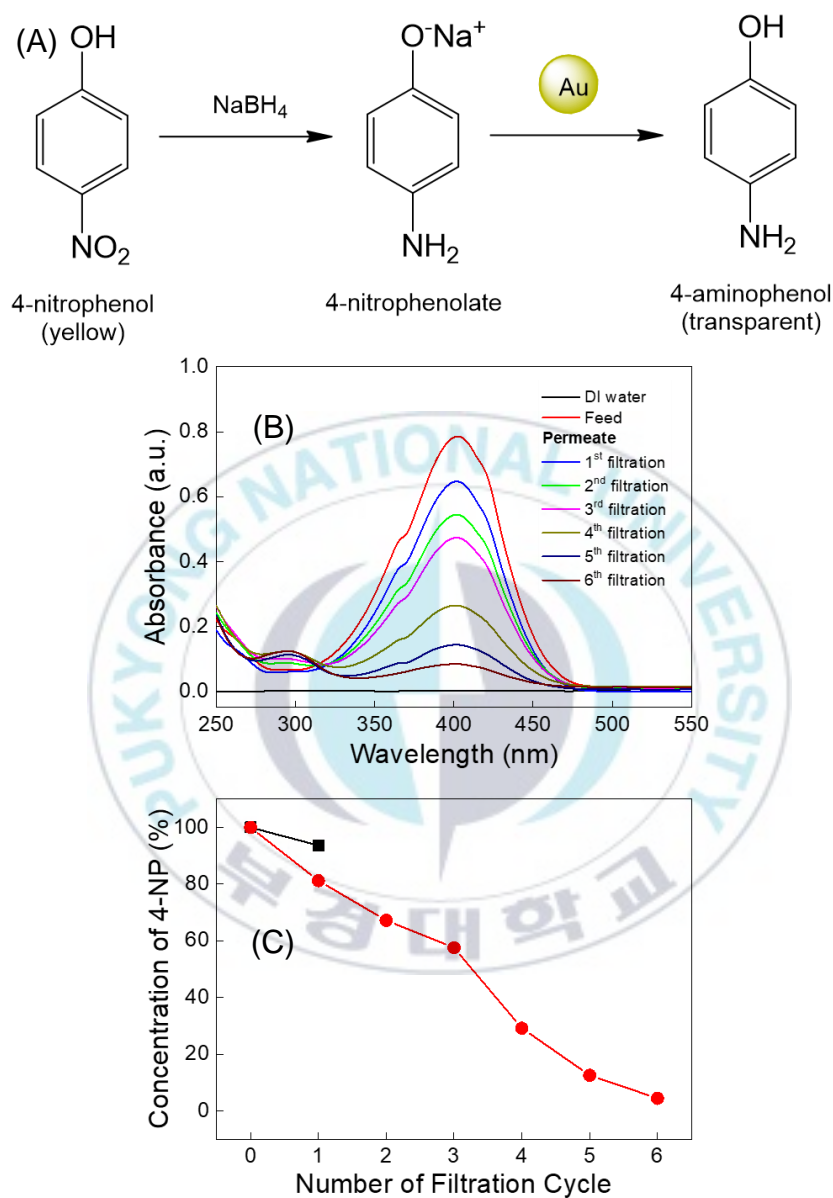 (A)
OH
NO₂
4-nitrophenol
(yellow)
NaBH₄
O⁻Na⁺
NH₂
4-nitrophenolate
Au
OH
NH₂
4-aminophenol
(transparent)
(B)
Absorbance (a.u.)
1.0
0.8
0.6
0.4
0.2
0.0
250 300 350 400 450 500 550
Wavelength (nm)
DI water
Feed
Permeate
1st filtration
2nd filtration
3rd filtration
4th filtration
5th filtration
6th filtration
(C)
Concentration of 4-NP (%)
100
80
60
40
20
0
0 1 2 3 4 5 6
Number of Filtration Cycle
PUKYONG NATIONAL UNIVERSITY
부경대학교